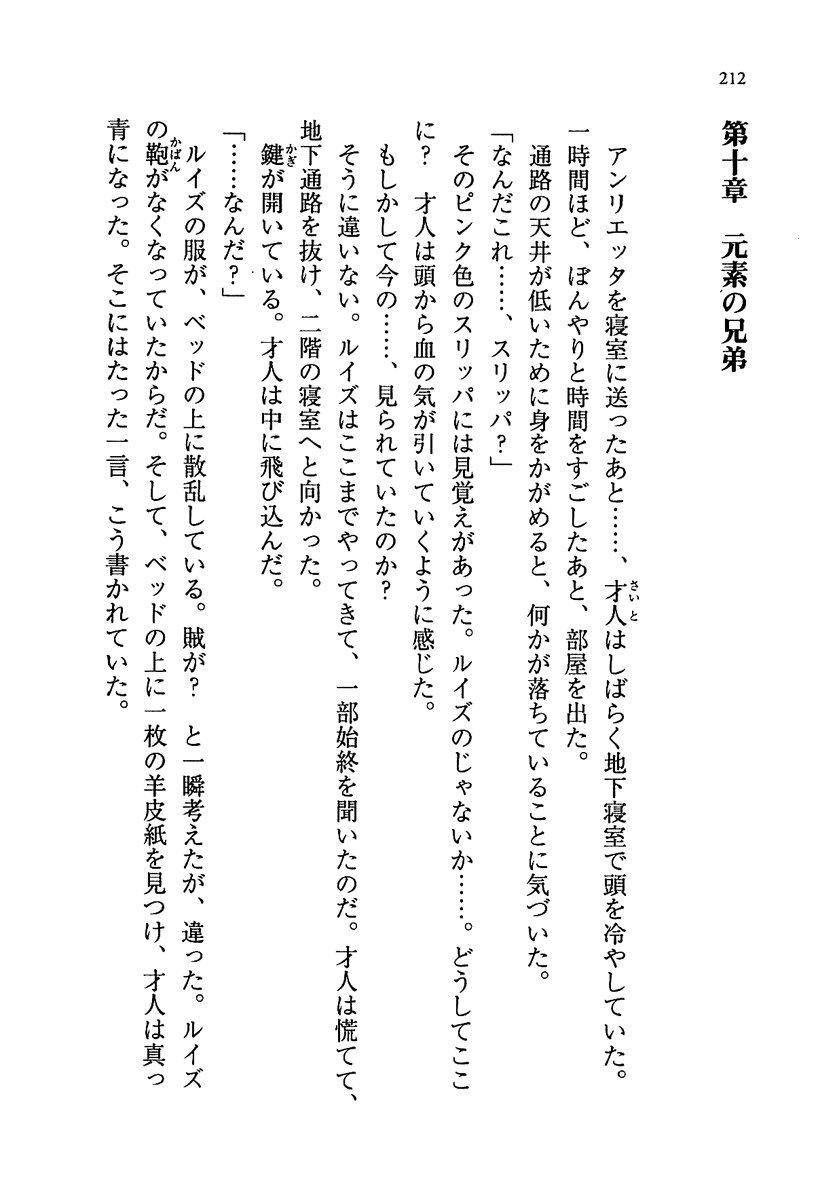 212
第十章　元素の兄弟
　アンリエッタを寝室に送ったあと……、才人はしばらく地下寝室で頭を冷やしていた。
一時間ほど、ぼんやりと時間をすごしたあと、部屋を出た。
　通路の天井が低いために身をかがめると、何かが落ちていることに気づいた。
「なんだこれ……、スリッパ？」
　そのピンク色のスリッパには見覚えがあった。ルイズのじゃないか……。どうしてここ
に？　才人は頭から血の気が引いていくように感じた。
　もしかして今の……、見られていたのか？
　そうに違いない。ルイズはここまでやってきて、一部始終を聞いたのだ。才人は慌てて、
地下通路を抜け、二階の寝室へと向かった。
　鍵が開いている。才人は中に飛び込んだ。
「……なんだ？」
　ルイズの服が、ベッドの上に散乱している。賊が？　と一瞬考えたが、違った。ルイズ
の鞄がなくなっていたからだ。そして、ベッドの上に一枚の羊皮紙を見つけ、才人は真っ
青になった。そこにはたった一言、こう書かれていた。